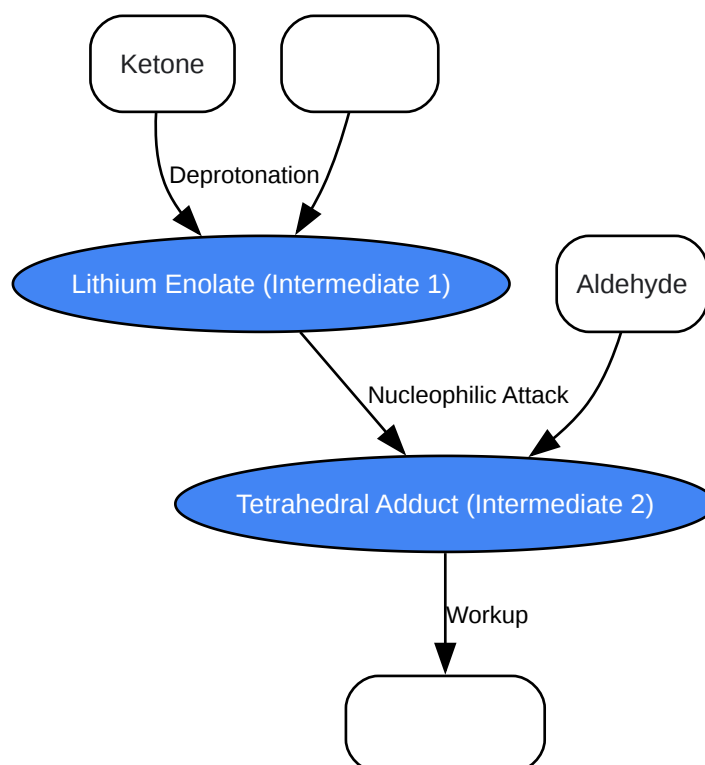 Ketone
Deprotonation
Lithium Enolate (Intermediate 1)
Aldehyde
Nucleophilic Attack
Tetrahedral Adduct (Intermediate 2)
Workup